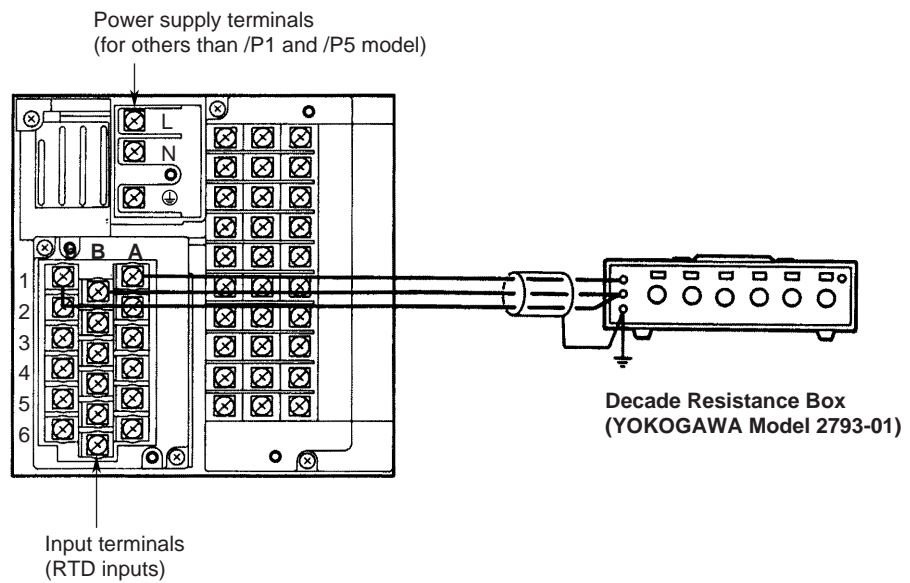 Power supply terminals
(for others than /P1 and /P5 model)
L
N
B A
1
2
3
4
5
6
Decade Resistance Box
(YOKOGAWA Model 2793-01)
Input terminals
(RTD inputs)